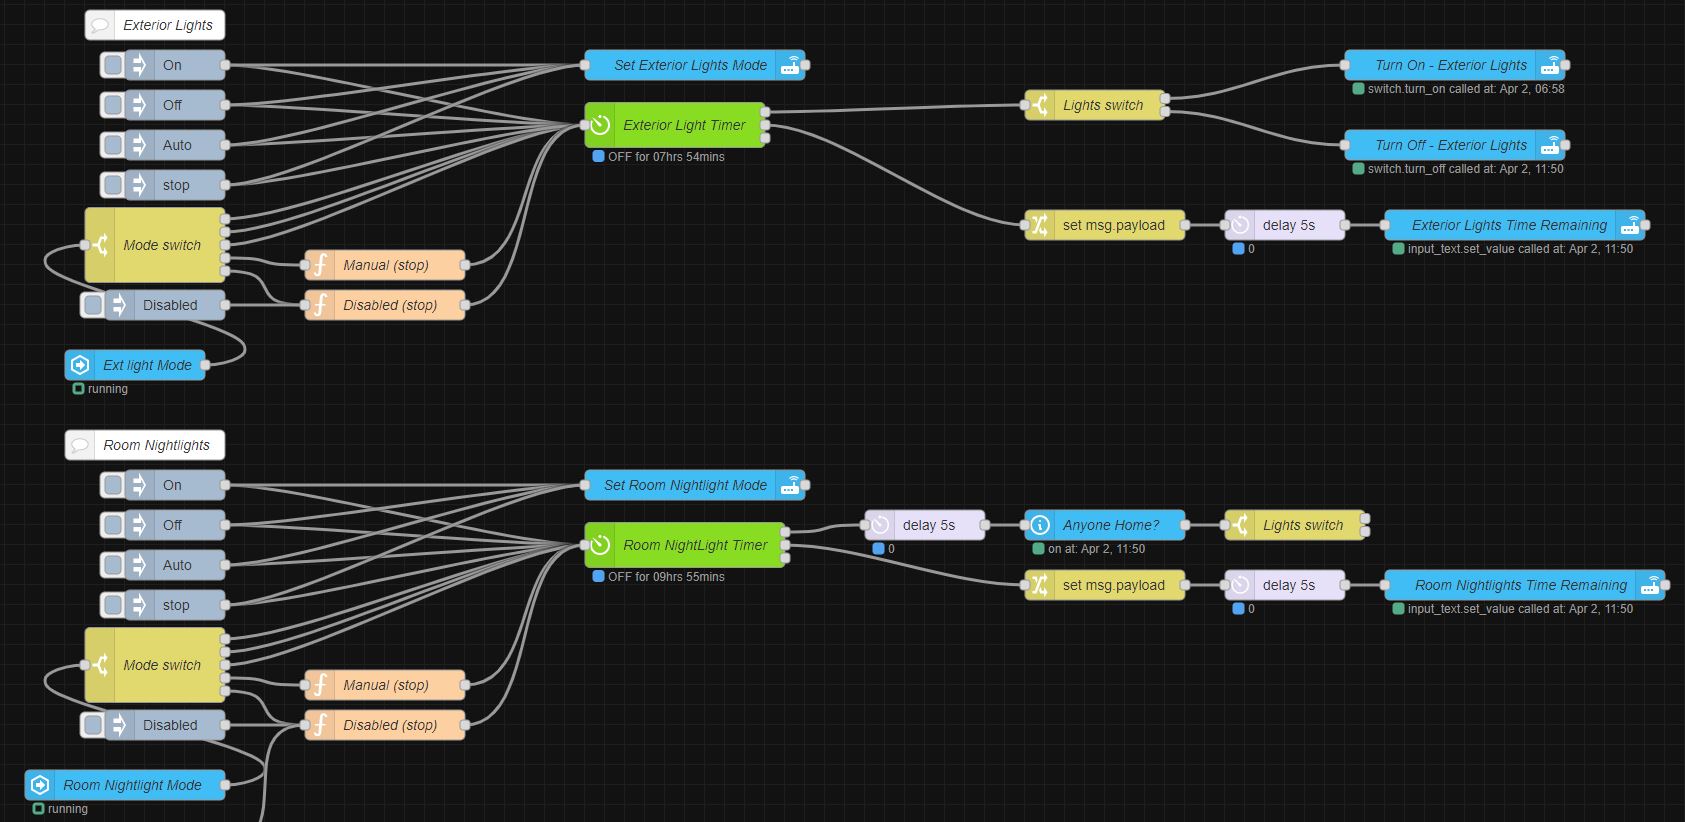 Exterior Lights
On
Off
Auto
stop
Mode switch
Disabled
Ext light Mode
running
Manual (stop)
Disabled (stop)
Set Exterior Lights Mode
Exterior Light Timer
OFF for 07hrs 54mins
Lights switch
Turn On - Exterior Lights
switch.turn_on called at: Apr 2, 06:58
Turn Off - Exterior Lights
switch.turn_off called at: Apr 2, 11:50
set msg.payload
delay 5s
0
Exterior Lights Time Remaining
input_text.set_value called at: Apr 2, 11:50
Room Nightlights
On
Off
Auto
stop
Mode switch
Disabled
Room Nightlight Mode
running
Manual (stop)
Disabled (stop)
Set Room Nightlight Mode
Room NightLight Timer
OFF for 09hrs 55mins
delay 5s
0
Anyone Home?
on at: Apr 2, 11:50
Lights switch
set msg.payload
delay 5s
0
Room Nightlights Time Remaining
input_text.set_value called at: Apr 2, 11:50